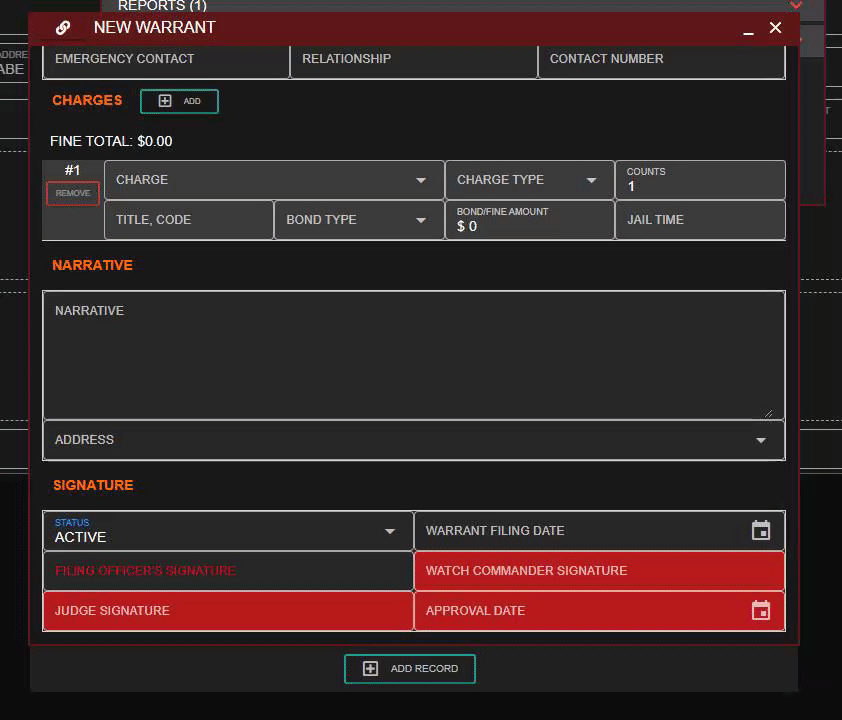 REPORTS (1)
NEW WARRANT
EMERGENCY CONTACT RELATIONSHIP CONTACT NUMBER
CHARGES ADD
FINE TOTAL: $0.00
#1
REMOVE
CHARGE CHARGE TYPE COUNTS
1
TITLE, CODE BOND TYPE BOND/FINE AMOUNT
$ 0
JAIL TIME
NARRATIVE
NARRATIVE
ADDRESS
SIGNATURE
STATUS
ACTIVE
WARRANT FILING DATE
FILING OFFICER'S SIGNATURE WATCH COMMANDER SIGNATURE
JUDGE SIGNATURE APPROVAL DATE
ADD RECORD